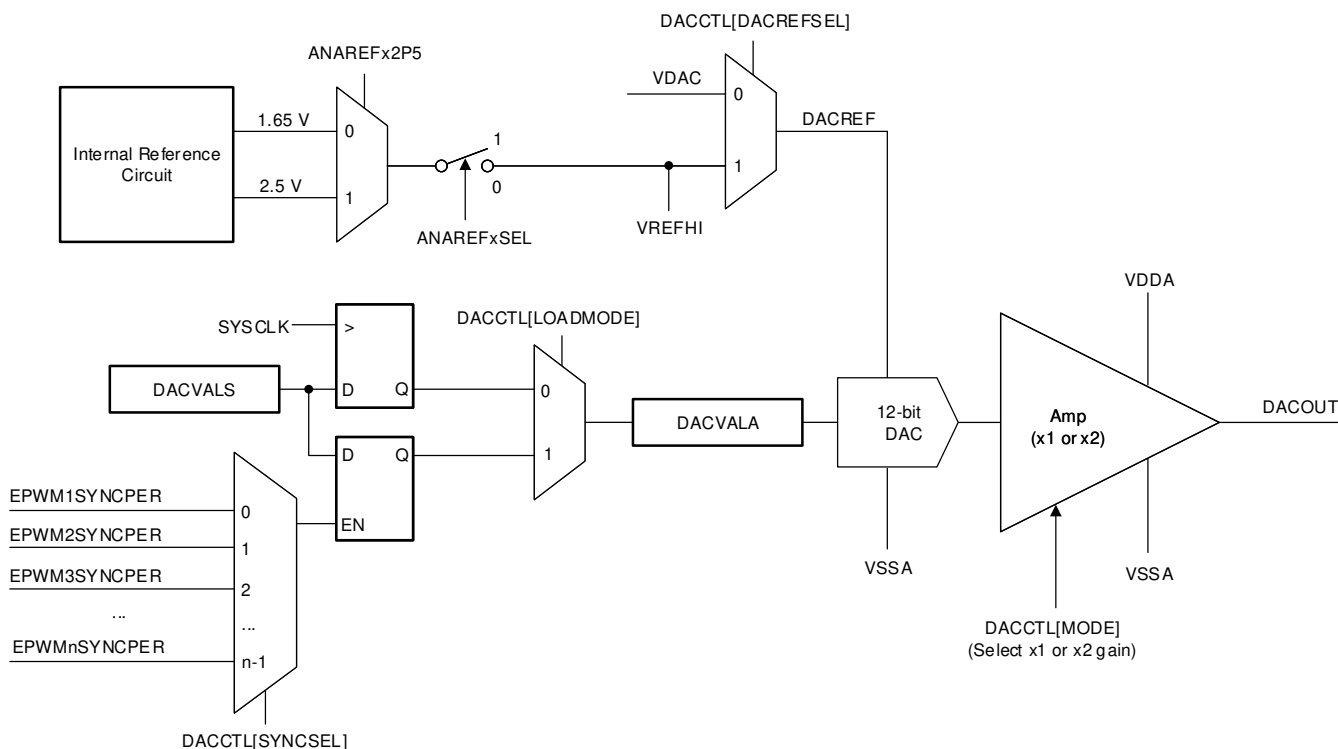 DACCTL[DACREFSEL]
ANAREFx2P5
VDAC
0
DACREF
Internal Reference
Circuit
1.65 V
0
2.5 V
1
1
0
1
ANAREFxSEL
VREFHI
VDDA
SYSCLK
>
DACCTL[LOADMODE]
DACVALS
D
Q
0
DACVALA
12-bit
DAC
Amp
(x1 or x2)
DACOUT
D
Q
1
EN
EPWM1SYNCPER
0
EPWM2SYNCPER
1
EPWM3SYNCPER
2
...
...
EPWMnSYNCPER
n-1
VSSA
VSSA
DACCTL[MODE]
(Select x1 or x2 gain)
DACCTL[SYNCSEL]